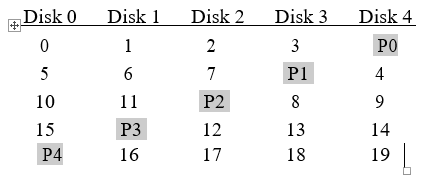 Disk 0 Disk 1 Disk 2 Disk 3 Disk 4
0 1 2 3 P0
5 6 7 P1 4
10 11 P2 8 9
15 P3 12 13 14
P4 16 17 18 19